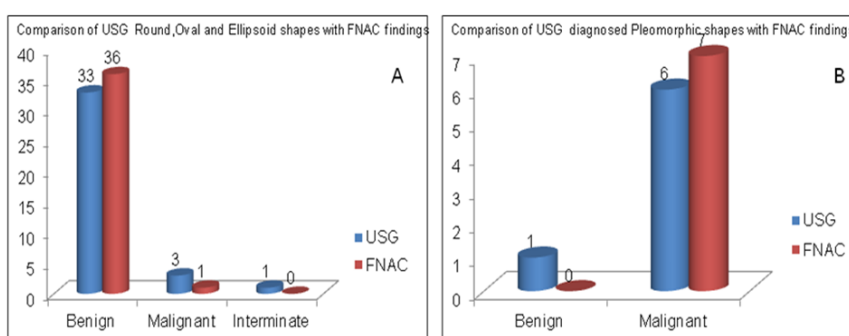 Comparison of USG Round,Oval and Ellipsoid shapes with FNAC findings
A
40
35
30
25
20
15
10
5
0
33
36
3
1
1
0
Benign
Malignant
Interminate
USG
FNAC
Comparison of USG diagnosed Pleomorphic shapes with FNAC findings
B
7
6
5
4
3
2
1
0
1
0
6
7
Benign
Malignant
USG
FNAC